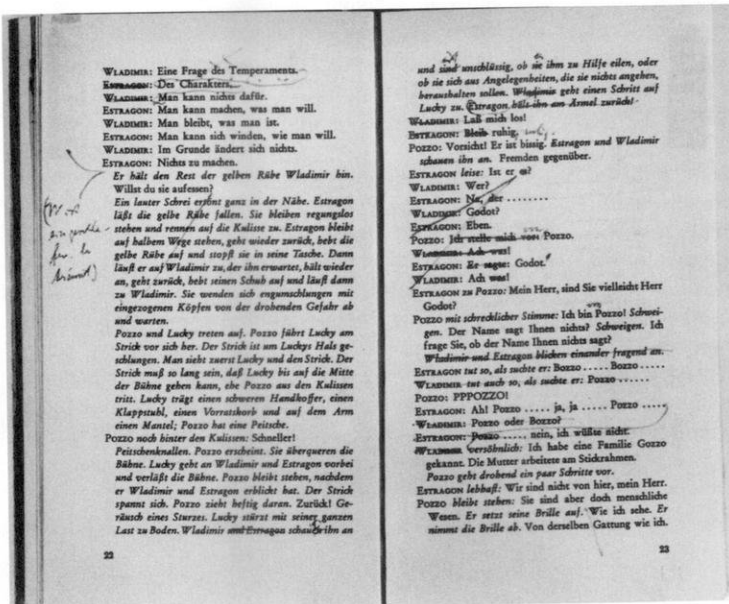 WLADIMIR: Eine Frage des Temperaments.
ESTRAGON: Des Charakters.
WLADIMIR: Man kann nichts dafür.
ESTRAGON: Man kann machen, was man will.
WLADIMIR: Man bleibt, was man ist.
ESTRAGON: Man kann sich winden, wie man will.
WLADIMIR: Im Grunde ändert sich nichts.
ESTRAGON: Nichts zu machen.
Er hält den Rest der gelben Rübe Wladimir hin.
Willst du sie aufessen?
Ein lauter Schrei ertönt ganz in der Nähe. Estragon
läßt die gelbe Rübe fallen. Sie bleiben regungslos
stehen und rennen auf die Kulisse zu. Estragon bleibt
auf halbem Wege stehen, geht wieder zurück, hebt die
gelbe Rübe auf und stopft sie in seine Tasche. Dann
läuft er auf Wladimir zu, der ihn erwartet, hält wieder
an, geht zurück, hebt seinen Schuh auf und läuft dann
zu Wladimir. Sie wenden sich engumschlungen mit
eingezogenen Köpfen von der drohenden Gefahr ab
und warten.
Pozzo und Lucky treten auf. Pozzo führt Lucky am
Strick vor sich her. Der Strick ist um Luckys Hals ge-
schlungen. Man sieht zuerst Lucky und den Strick. Der
Strick muß so lang sein, daß Lucky bis auf die Mitte
der Bühne gehen kann, ehe Pozzo aus den Kulissen
tritt. Lucky trägt einen schweren Handkoffer, einen
Klappstuhl, einen Vorratskorb und auf dem Arm
einen Mantel; Pozzo hat eine Peitsche.
POZZO noch hinter den Kulissen: Schneller!
Peitschenknallen. Pozzo erscheint. Sie überqueren die
Bühne. Lucky geht an Wladimir und Estragon vorbei
und verläßt die Bühne. Pozzo bleibt stehen, nachdem
er Wladimir und Estragon erblickt hat. Der Strick
spannt sich. Pozzo zieht heftig daran. Zurück! Ge-
räusch eines Sturzes. Lucky stürzt mit seiner ganzen
Last zu Boden. Wladimir und Estragon schauen ihn an
22
und sind unschlüssig, ob sie ihm zu Hilfe eilen, oder
ob sie sich aus Angelegenheiten, die sie nichts angehen,
heraushalten sollen. Wladimir geht einen Schritt auf
Lucky zu. Estragon hält ihn am Ärmel zurück!
WLADIMIR: Laß mich los!
ESTRAGON: Bleib ruhig.
POZZO: Vorsicht! Er ist bissig. Estragon und Wladimir
schauen ihn an. Fremden gegenüber.
ESTRAGON leise: Ist er es?
WLADIMIR: Wer?
ESTRAGON: Na, der .........
WLADIMIR: Godot?
ESTRAGON: Eben.
POZZO: Ich stelle mich vor: Pozzo.
WLADIMIR: Ach was!
ESTRAGON: Er sagte: Godot.
WLADIMIR: Ach was!
ESTRAGON zu Pozzo: Mein Herr, sind Sie vielleicht Herr
Godot?
POZZO mit schrecklicher Stimme: Ich bin Pozzo! Schwei-
gen. Der Name sagt Ihnen nichts? Schweigen. Ich
frage Sie, ob der Name Ihnen nichts sagt?
Wladimir und Estragon blicken einander fragend an.
ESTRAGON tut so, als suchte er: Bozzo ..... Bozzo .....
WLADIMIR tut auch so, als suchte er: Pozzo ......
POZZO: PPPOZZO!
ESTRAGON: Ah! Pozzo ..... ja, ja ..... Pozzo .....
WLADIMIR: Pozzo oder Bozzo?
ESTRAGON: Pozzo ..... nein, ich wüßte nicht.
WLADIMIR versöhnlich: Ich habe eine Familie Gozzo
gekannt. Die Mutter arbeitete am Stickrahmen.
Pozzo geht drohend ein paar Schritte vor.
ESTRAGON lebhaft: Wir sind nicht von hier, mein Herr.
POZZO bleibt stehen: Sie sind aber doch menschliche
Wesen. Er setzt seine Brille auf. Wie ich sehe. Er
nimmt die Brille ab. Von derselben Gattung wie ich.
23